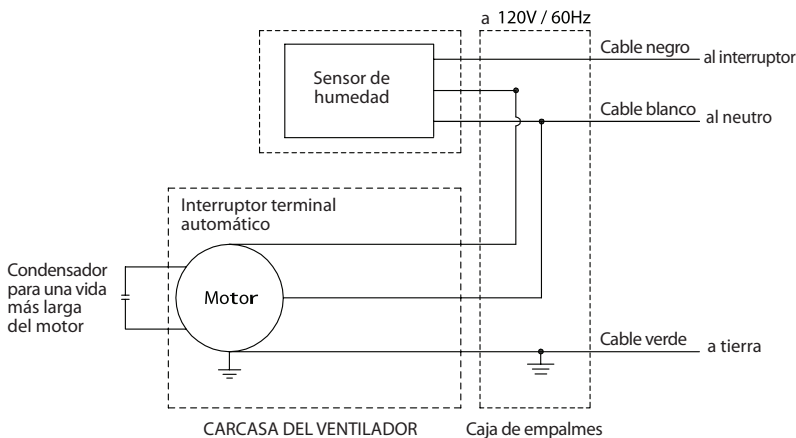 a 120V / 60Hz
Cable negro
al interruptor
Sensor de
humedad
Cable blanco
al neutro
Interruptor terminal
automático
Condensador
para una vida
más larga
del motor
Motor
Cable verde
a tierra
CARCASA DEL VENTILADOR
Caja de empalmes